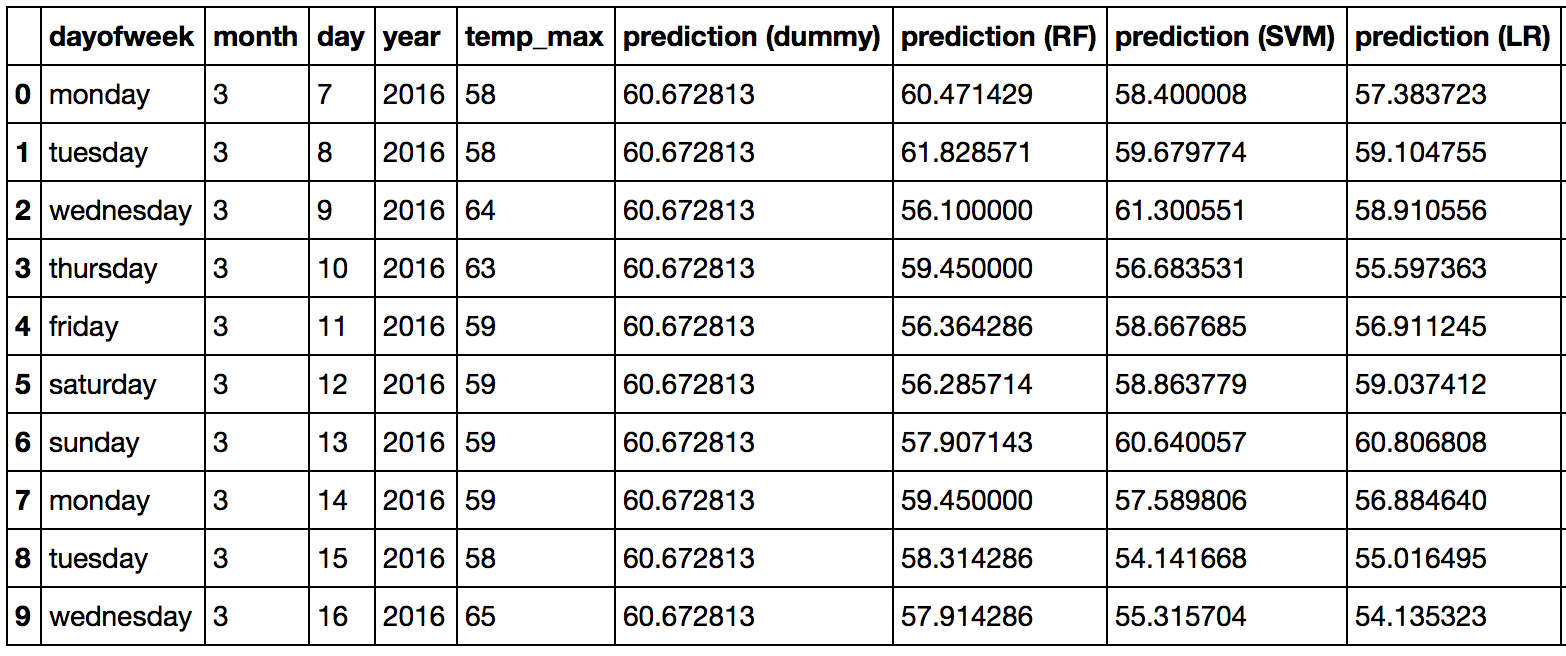 dayofweek month day year temp_max prediction (dummy) prediction (RF) prediction (SVM) prediction (LR)
0 monday 3 7 2016 58 60.672813 60.471429 58.400008 57.383723
1 tuesday 3 8 2016 58 60.672813 61.828571 59.679774 59.104755
2 wednesday 3 9 2016 64 60.672813 56.100000 61.300551 58.910556
3 thursday 3 10 2016 63 60.672813 59.450000 56.683531 55.597363
4 friday 3 11 2016 59 60.672813 56.364286 58.667685 56.911245
5 saturday 3 12 2016 59 60.672813 56.285714 58.863779 59.037412
6 sunday 3 13 2016 59 60.672813 57.907143 60.640057 60.806808
7 monday 3 14 2016 59 60.672813 59.450000 57.589806 56.884640
8 tuesday 3 15 2016 58 60.672813 58.314286 54.141668 55.016495
9 wednesday 3 16 2016 65 60.672813 57.914286 55.315704 54.135323